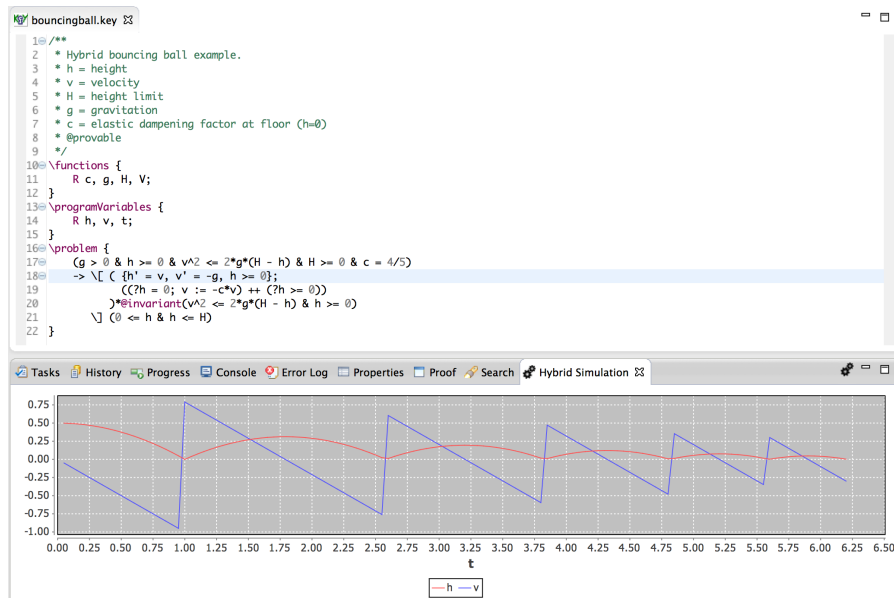 bouncingball.key
1 /**
2  * Hybrid bouncing ball example.
3  * h = height
4  * v = velocity
5  * H = height limit
6  * g = gravitation
7  * c = elastic dampening factor at floor (h=0)
8  * @provable
9  */
10 \functions {
11     R c, g, H, V;
12 }
13 \programVariables {
14     R h, v, t;
15 }
16 \problem {
17     (g > 0 & h >= 0 & v^2 <= 2*g*(H - h) & H >= 0 & c = 4/5)
18     -> \[ ( {h' = v, v' = -g, h >= 0};
19             ((?h = 0; v := -c*v) ++ (?h >= 0))
20           )*@invariant(v^2 <= 2*g*(H - h) & h >= 0)
21        \] (0 <= h & h <= H)
22 }
Tasks History Progress Console Error Log Properties Proof Search Hybrid Simulation
0.75
0.50
0.25
0.00
-0.25
-0.50
-0.75
-1.00
0.00 0.25 0.50 0.75 1.00 1.25 1.50 1.75 2.00 2.25 2.50 2.75 3.00 3.25 3.50 3.75 4.00 4.25 4.50 4.75 5.00 5.25 5.50 5.75 6.00 6.25 6.50
t
h v